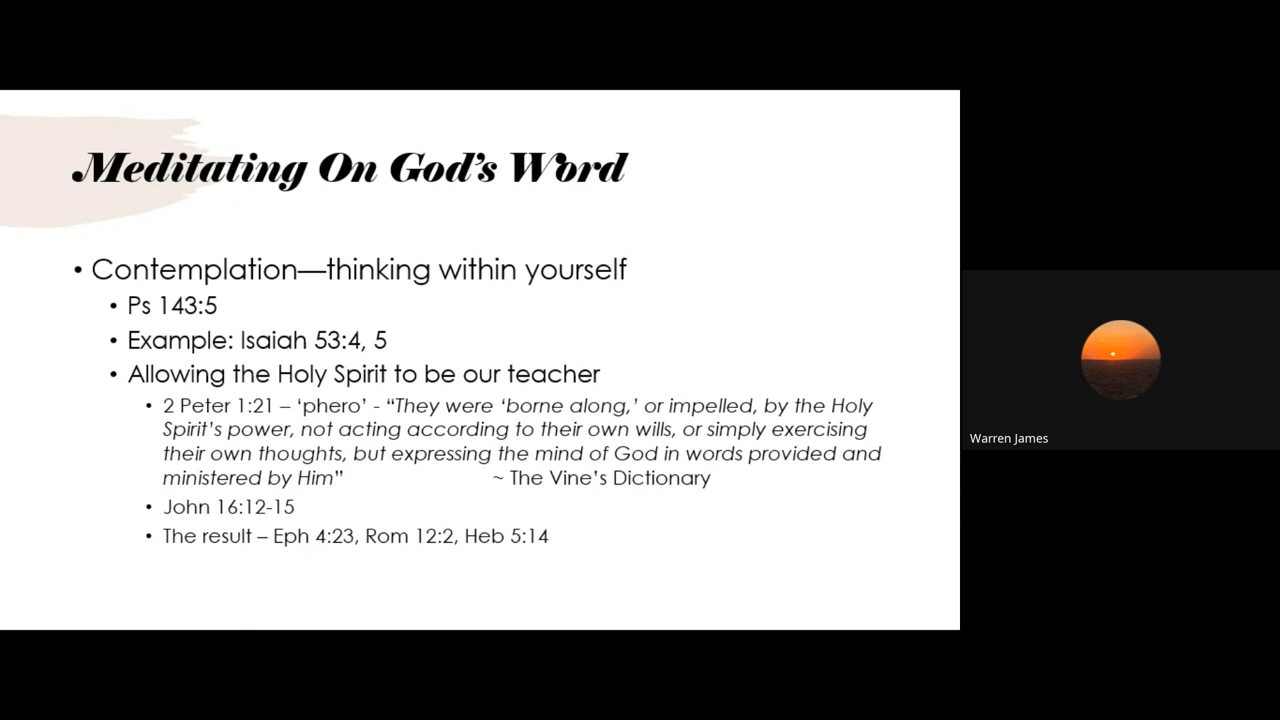 Meditating On God's Word
• Contemplation—thinking within yourself
• Ps 143:5
• Example: Isaiah 53:4, 5
• Allowing the Holy Spirit to be our teacher
• 2 Peter 1:21 – ‘phero’ - “They were ‘borne along,’ or impelled, by the Holy
Spirit’s power, not acting according to their own wills, or simply exercising
their own thoughts, but expressing the mind of God in words provided and
ministered by Him” ~ The Vine’s Dictionary
• John 16:12-15
• The result – Eph 4:23, Rom 12:2, Heb 5:14
Warren James